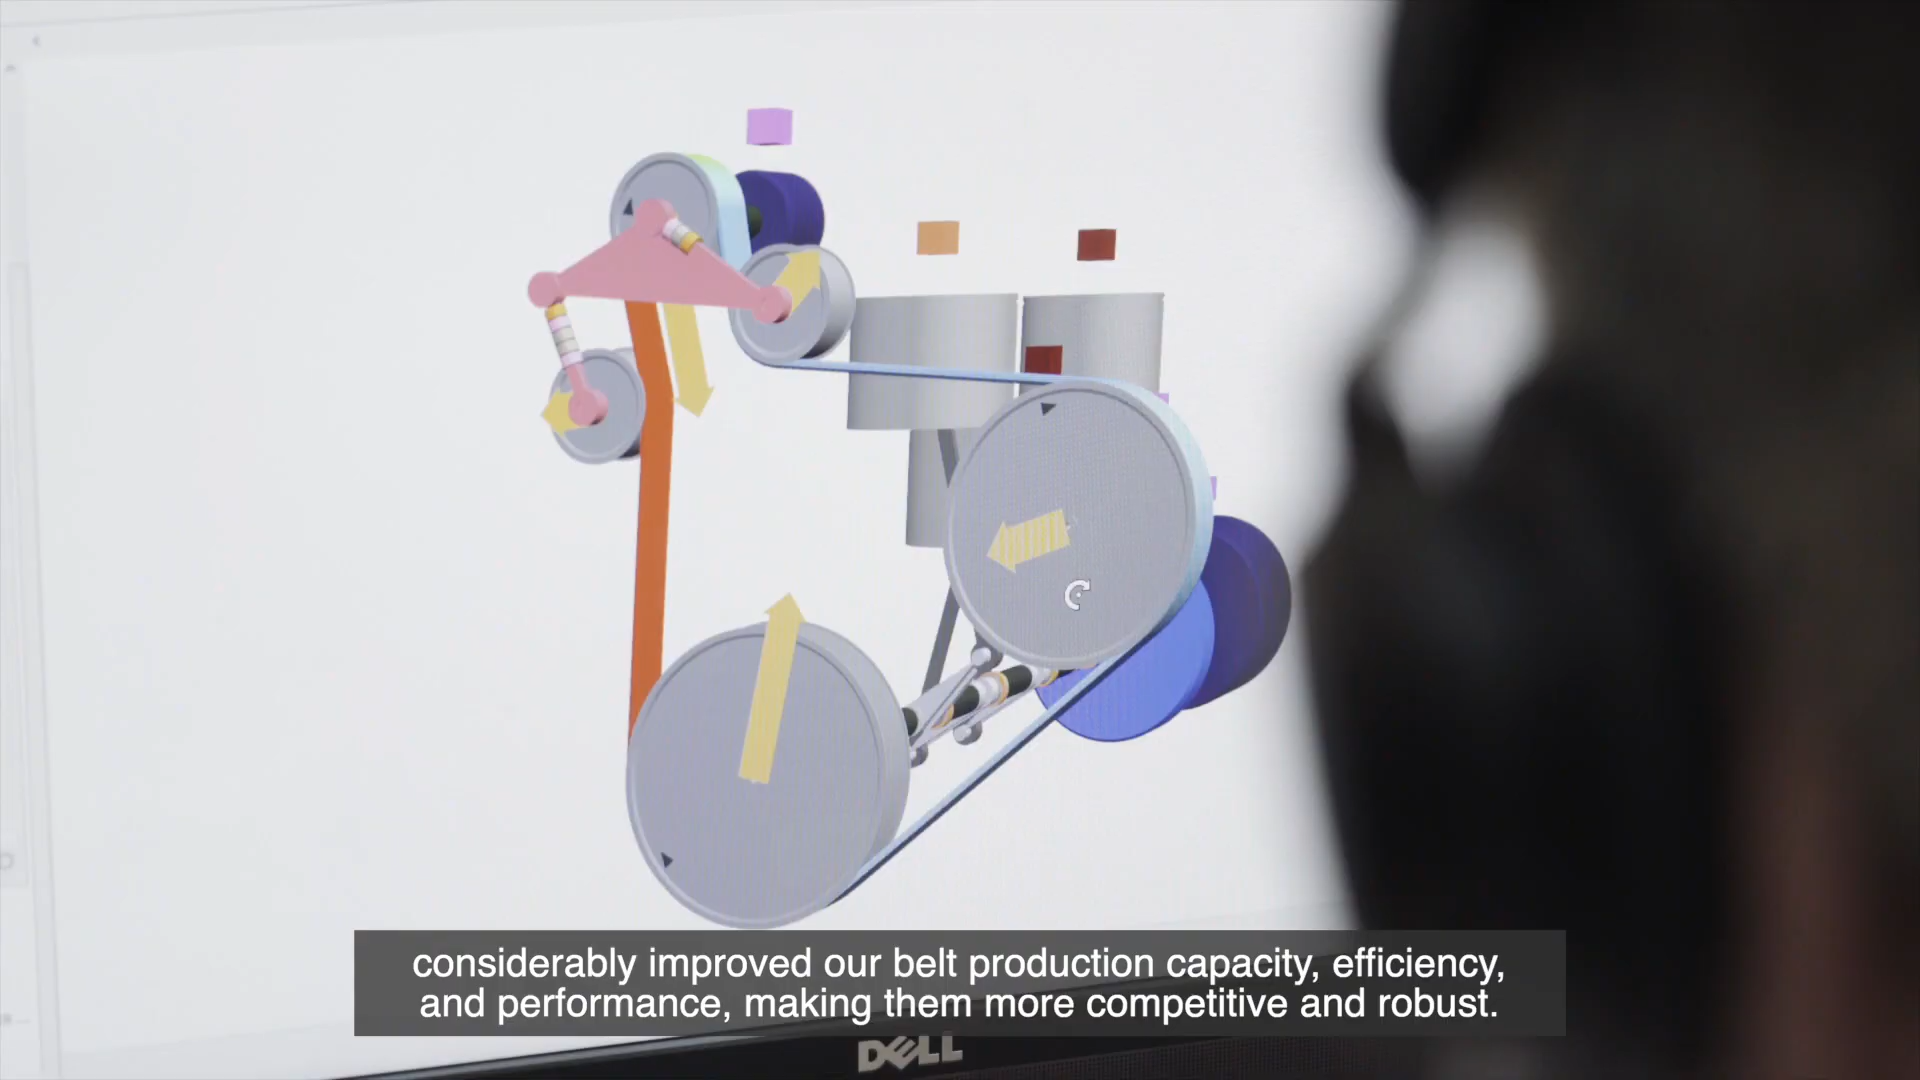 considerably improved our belt production capacity, efficiency,
and performance, making them more competitive and robust.
DELL